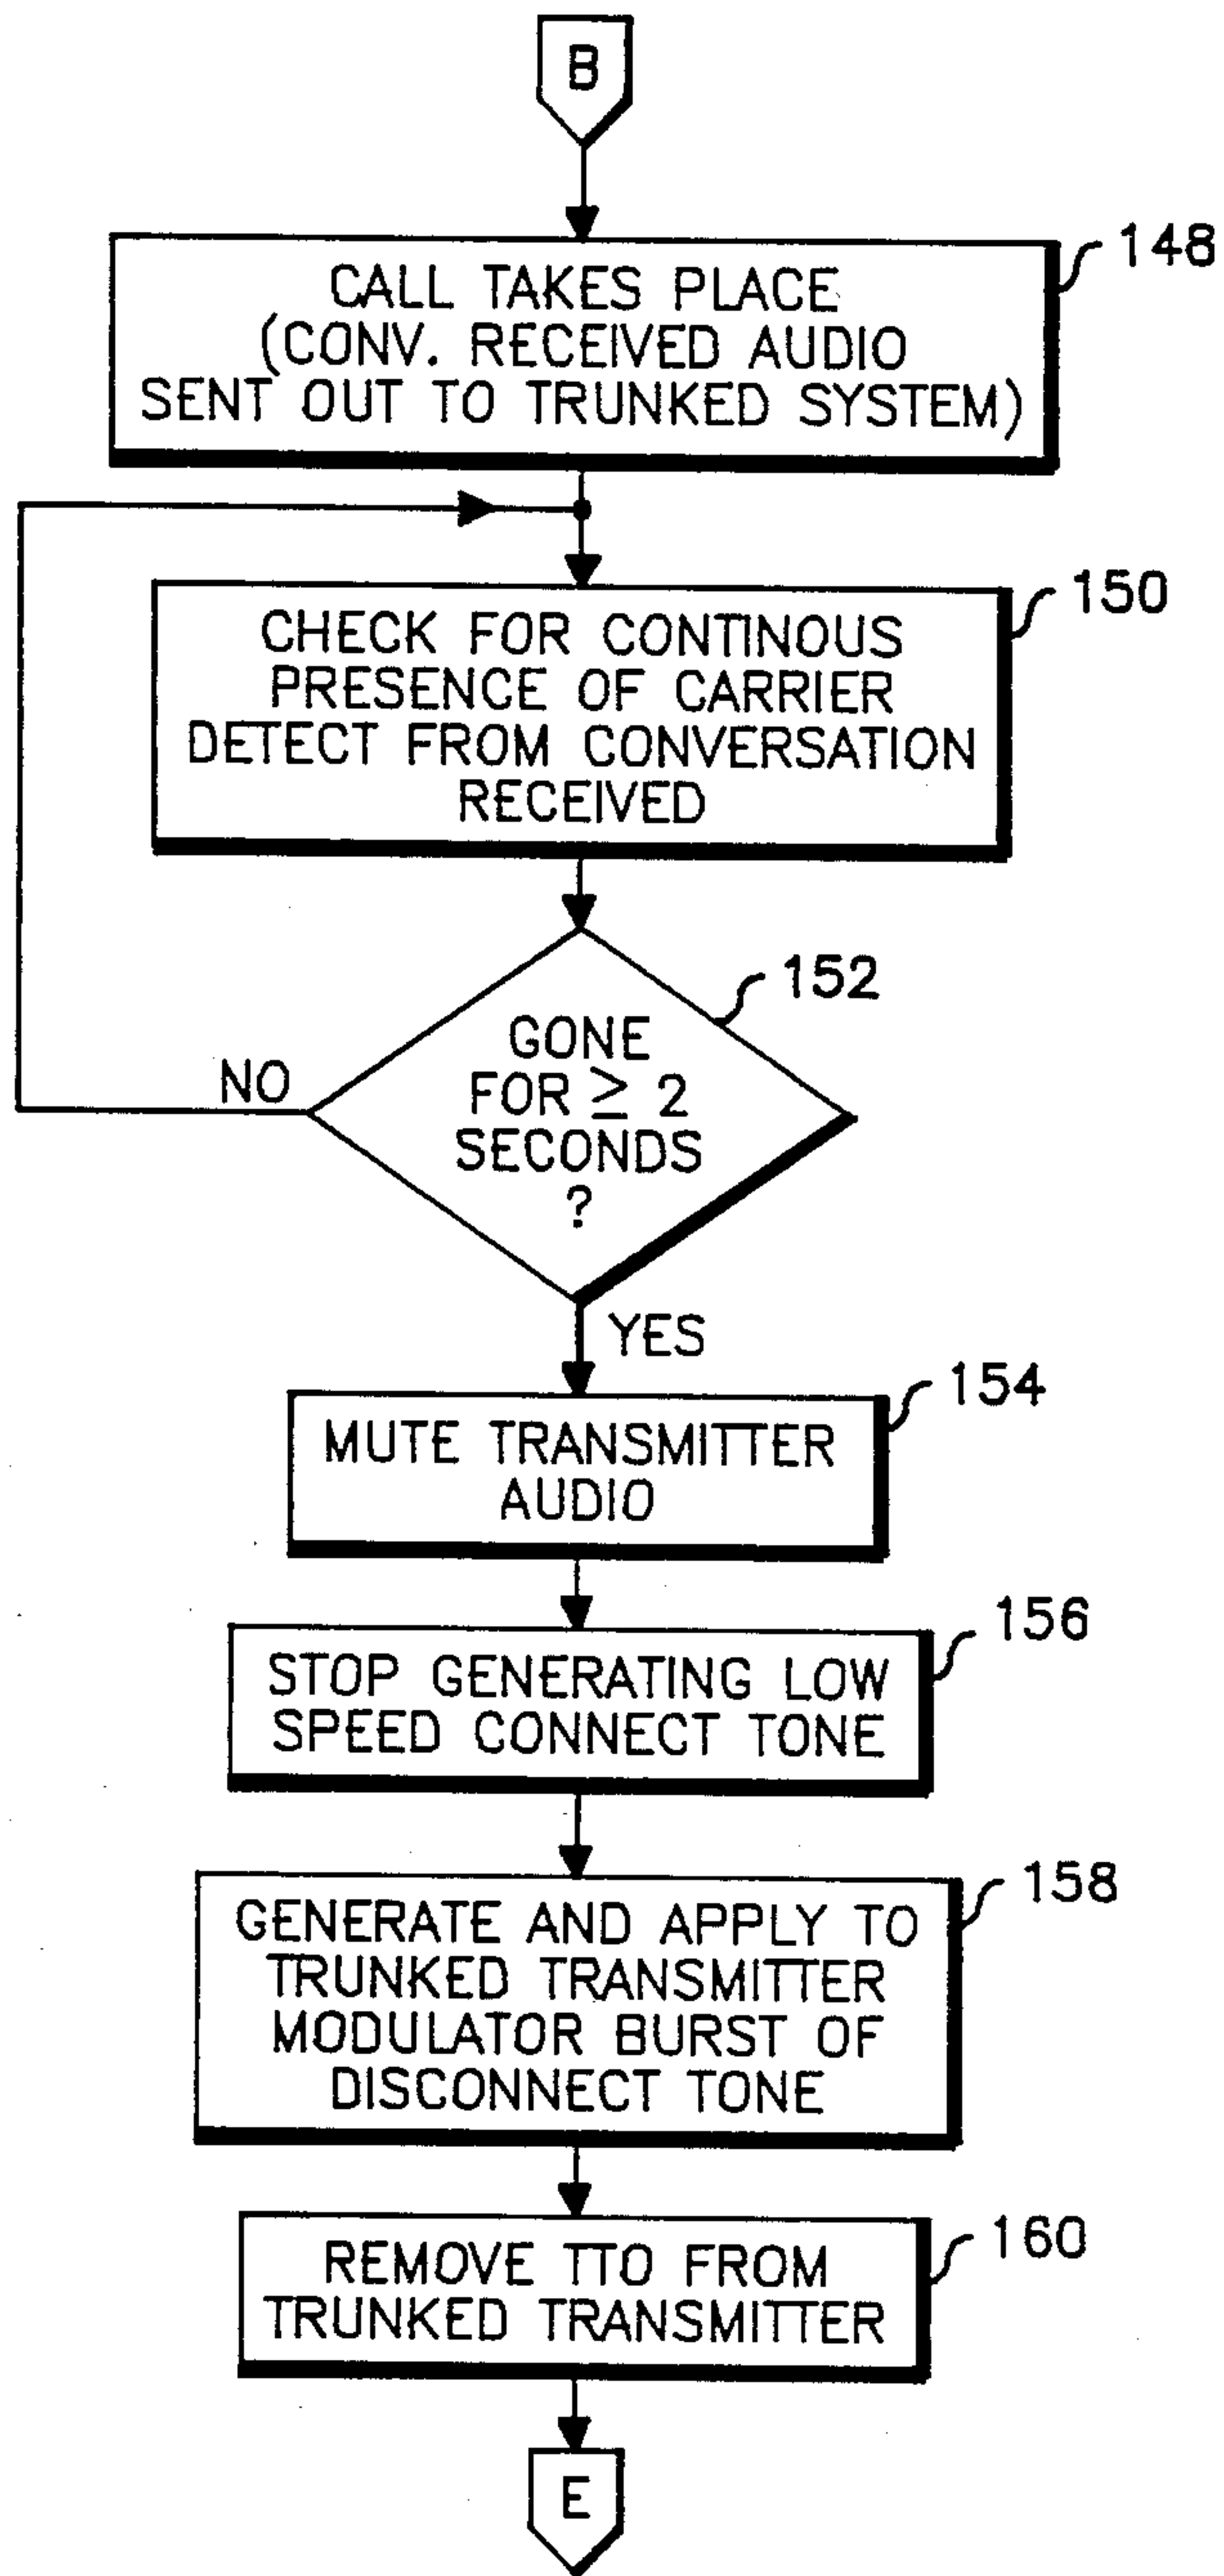 B
148
CALL TAKES PLACE
(CONV. RECEIVED AUDIO
SENT OUT TO TRUNKED SYSTEM)
150
CHECK FOR CONTINOUS
PRESENCE OF CARRIER
DETECT FROM CONVERSATION
RECEIVED
152
GONE
FOR ≥ 2
SECONDS
?
NO
YES
154
MUTE TRANSMITTER
AUDIO
156
STOP GENERATING LOW
SPEED CONNECT TONE
158
GENERATE AND APPLY TO
TRUNKED TRANSMITTER
MODULATOR BURST OF
DISCONNECT TONE
160
REMOVE TTO FROM
TRUNKED TRANSMITTER
E